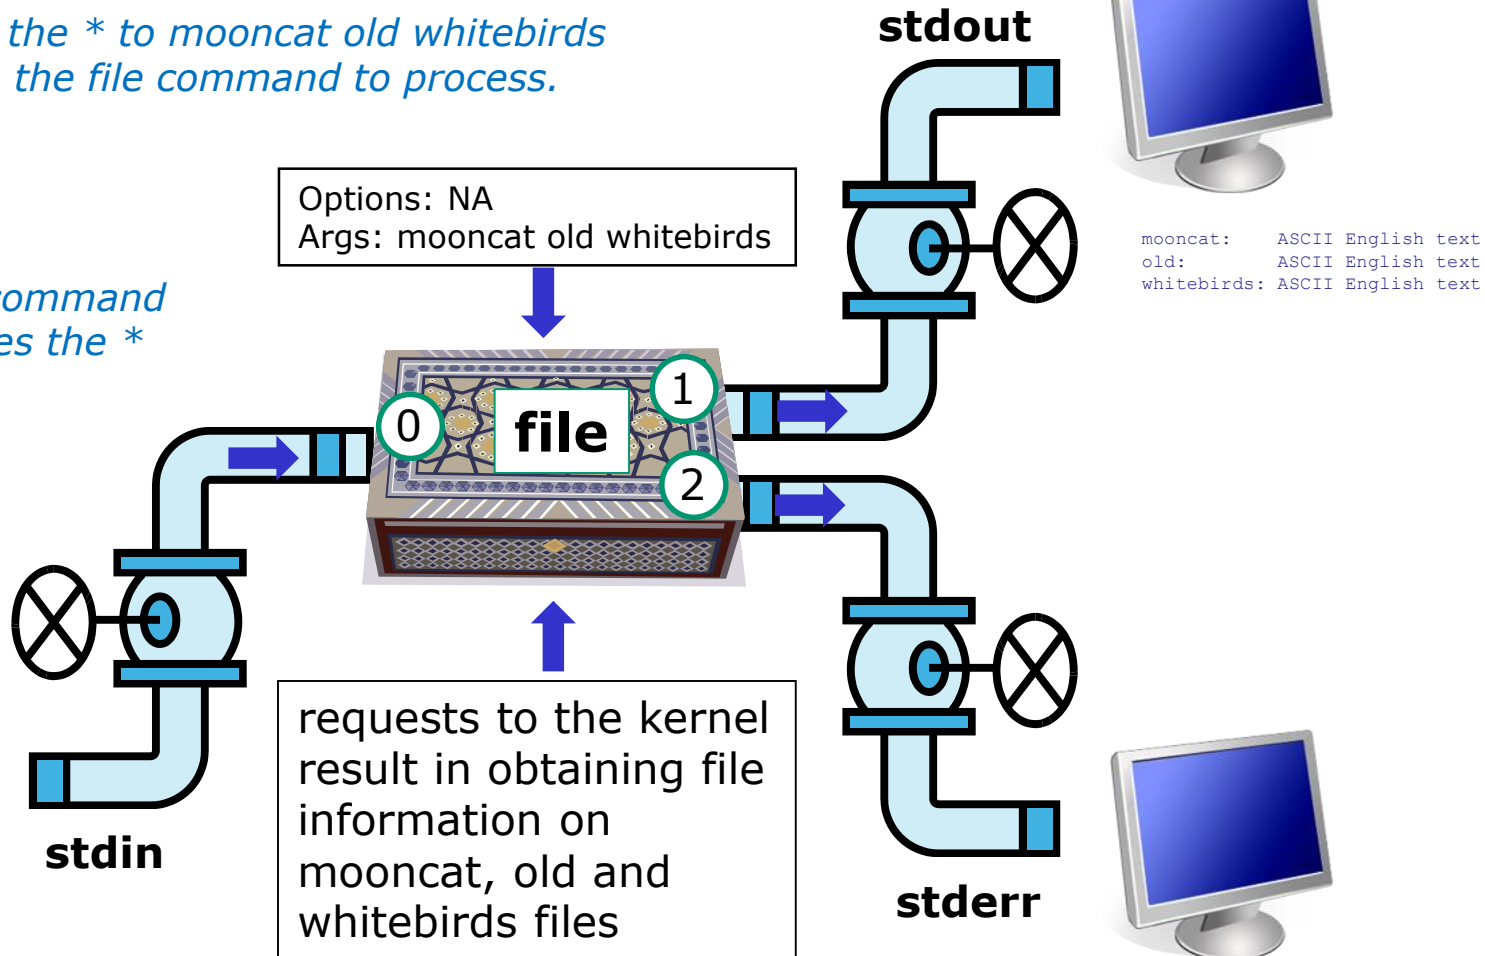 the * to mooncat old whitebirds
the file command to process.
stdout
Options: NA
Args: mooncat old whitebirds
mooncat:    ASCII English text
old:        ASCII English text
whitebirds: ASCII English text
the *
0
file
1
2
requests to the kernel
result in obtaining file
information on
mooncat, old and
whitebirds files
stdin
stderr